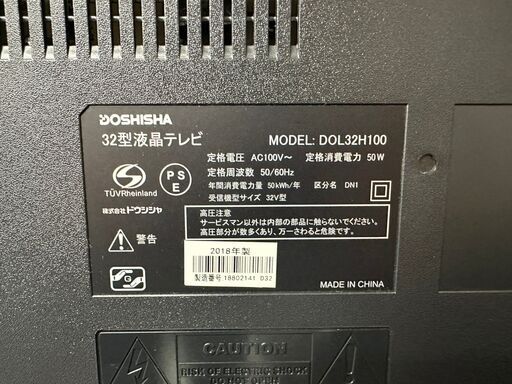 DOSHISHA
32型液晶テレビ MODEL: DOL32H100
定格電圧 AC100V～ 定格消費電力 50W
定格周波数 50/60Hz
年間消費電力量 50kWh/年 区分名 DN1
受信機型サイズ 32V型
TÜVRheinland
PS
E
株式会社ドウシシャ
高圧注意
サービスマン以外は内部の部品に触らないでください。
高圧部分が数多くあり、万一さわると危険です。
警告
2018年製
製造番号 18802141 D32
MADE IN CHINA
CAUTION
RISK OF ELECTRIC SHOCK
DO NOT OPEN